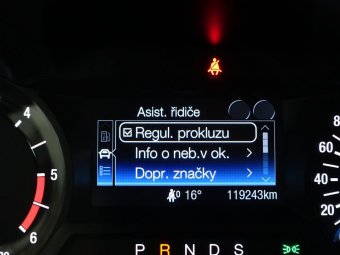 Asist. řidiče
Regul. prokluzu
Info o neb.v ok.
Dopr. značky
16° 119243km
4
5
6
80
60
40
20
P R N D S